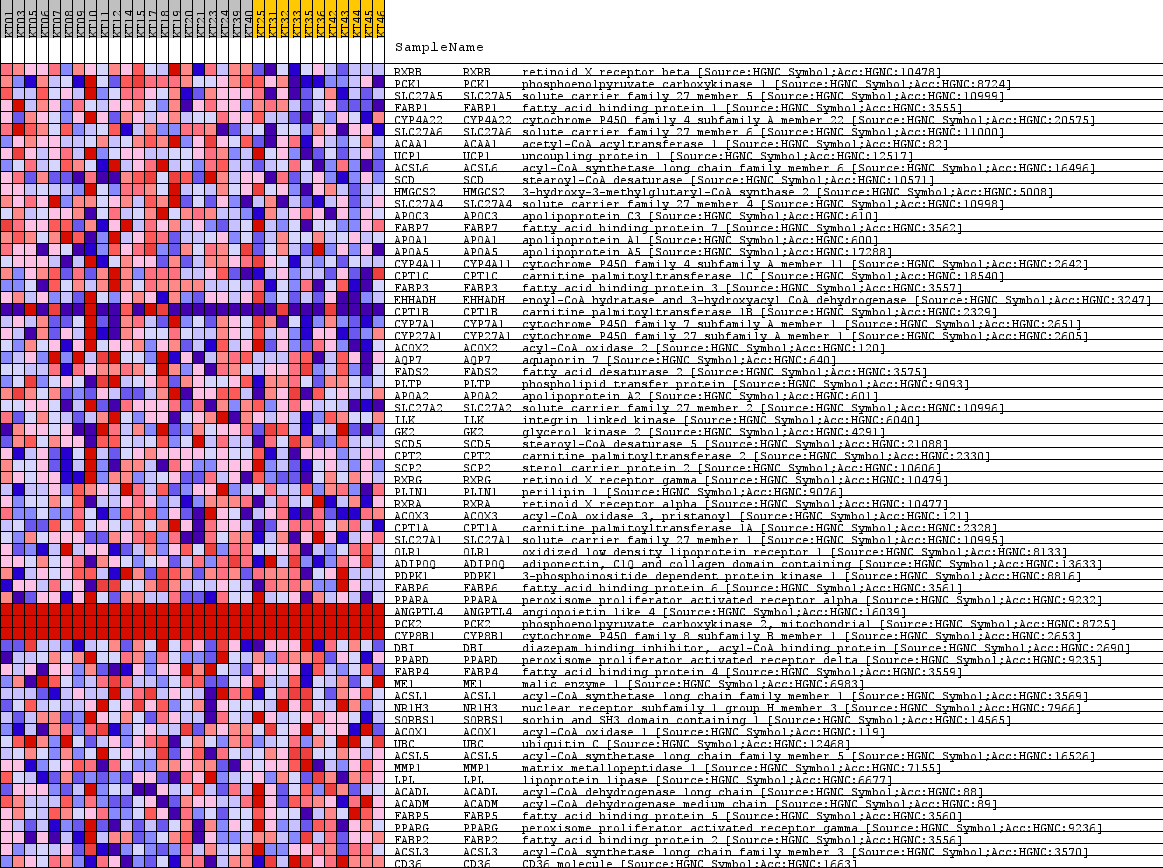 KT01 KT03 KT05 KT06 KT07 KT08 KT09 KT10 KT11 KT12 KT14 KT15 KT17 KT18 KT19 KT20 KT21 KT23 KT24 KT39 KT40 KT25 KT31 KT32 KT33 KT35 KT36 KT42 KT43 KT44 KT45 KT46
SampleName
RXRB RXRB retinoid X receptor beta [Source:HGNC Symbol;Acc:HGNC:10478]
PCK1 PCK1 phosphoenolpyruvate carboxykinase 1 [Source:HGNC Symbol;Acc:HGNC:8724]
SLC27A5 SLC27A5 solute carrier family 27 member 5 [Source:HGNC Symbol;Acc:HGNC:10999]
FABP1 FABP1 fatty acid binding protein 1 [Source:HGNC Symbol;Acc:HGNC:3555]
CYP4A22 CYP4A22 cytochrome P450 family 4 subfamily A member 22 [Source:HGNC Symbol;Acc:HGNC:20575]
SLC27A6 SLC27A6 solute carrier family 27 member 6 [Source:HGNC Symbol;Acc:HGNC:11000]
ACAA1 ACAA1 acetyl-CoA acyltransferase 1 [Source:HGNC Symbol;Acc:HGNC:82]
UCP1 UCP1 uncoupling protein 1 [Source:HGNC Symbol;Acc:HGNC:12517]
ACSL6 ACSL6 acyl-CoA synthetase long chain family member 6 [Source:HGNC Symbol;Acc:HGNC:16496]
SCD SCD stearoyl-CoA desaturase [Source:HGNC Symbol;Acc:HGNC:10571]
HMGCS2 HMGCS2 3-hydroxy-3-methylglutaryl-CoA synthase 2 [Source:HGNC Symbol;Acc:HGNC:5008]
SLC27A4 SLC27A4 solute carrier family 27 member 4 [Source:HGNC Symbol;Acc:HGNC:10998]
APOC3 APOC3 apolipoprotein C3 [Source:HGNC Symbol;Acc:HGNC:610]
FABP7 FABP7 fatty acid binding protein 7 [Source:HGNC Symbol;Acc:HGNC:3562]
APOA1 APOA1 apolipoprotein A1 [Source:HGNC Symbol;Acc:HGNC:600]
APOA5 APOA5 apolipoprotein A5 [Source:HGNC Symbol;Acc:HGNC:17288]
CYP4A11 CYP4A11 cytochrome P450 family 4 subfamily A member 11 [Source:HGNC Symbol;Acc:HGNC:2642]
CPT1C CPT1C carnitine palmitoyltransferase 1C [Source:HGNC Symbol;Acc:HGNC:18540]
FABP3 FABP3 fatty acid binding protein 3 [Source:HGNC Symbol;Acc:HGNC:3557]
EHHADH EHHADH enoyl-CoA hydratase and 3-hydroxyacyl CoA dehydrogenase [Source:HGNC Symbol;Acc:HGNC:3247]
CPT1B CPT1B carnitine palmitoyltransferase 1B [Source:HGNC Symbol;Acc:HGNC:2329]
CYP7A1 CYP7A1 cytochrome P450 family 7 subfamily A member 1 [Source:HGNC Symbol;Acc:HGNC:2651]
CYP27A1 CYP27A1 cytochrome P450 family 27 subfamily A member 1 [Source:HGNC Symbol;Acc:HGNC:2605]
ACOX2 ACOX2 acyl-CoA oxidase 2 [Source:HGNC Symbol;Acc:HGNC:120]
AQP7 AQP7 aquaporin 7 [Source:HGNC Symbol;Acc:HGNC:640]
FADS2 FADS2 fatty acid desaturase 2 [Source:HGNC Symbol;Acc:HGNC:3575]
PLTP PLTP phospholipid transfer protein [Source:HGNC Symbol;Acc:HGNC:9093]
APOA2 APOA2 apolipoprotein A2 [Source:HGNC Symbol;Acc:HGNC:601]
SLC27A2 SLC27A2 solute carrier family 27 member 2 [Source:HGNC Symbol;Acc:HGNC:10996]
ILK ILK integrin linked kinase [Source:HGNC Symbol;Acc:HGNC:6040]
GK2 GK2 glycerol kinase 2 [Source:HGNC Symbol;Acc:HGNC:4291]
SCD5 SCD5 stearoyl-CoA desaturase 5 [Source:HGNC Symbol;Acc:HGNC:21088]
CPT2 CPT2 carnitine palmitoyltransferase 2 [Source:HGNC Symbol;Acc:HGNC:2330]
SCP2 SCP2 sterol carrier protein 2 [Source:HGNC Symbol;Acc:HGNC:10606]
RXRG RXRG retinoid X receptor gamma [Source:HGNC Symbol;Acc:HGNC:10479]
PLIN1 PLIN1 perilipin 1 [Source:HGNC Symbol;Acc:HGNC:9076]
RXRA RXRA retinoid X receptor alpha [Source:HGNC Symbol;Acc:HGNC:10477]
ACOX3 ACOX3 acyl-CoA oxidase 3, pristanoyl [Source:HGNC Symbol;Acc:HGNC:121]
CPT1A CPT1A carnitine palmitoyltransferase 1A [Source:HGNC Symbol;Acc:HGNC:2328]
SLC27A1 SLC27A1 solute carrier family 27 member 1 [Source:HGNC Symbol;Acc:HGNC:10995]
OLR1 OLR1 oxidized low density lipoprotein receptor 1 [Source:HGNC Symbol;Acc:HGNC:8133]
ADIPOQ ADIPOQ adiponectin, C1Q and collagen domain containing [Source:HGNC Symbol;Acc:HGNC:13633]
PDPK1 PDPK1 3-phosphoinositide dependent protein kinase 1 [Source:HGNC Symbol;Acc:HGNC:8816]
FABP6 FABP6 fatty acid binding protein 6 [Source:HGNC Symbol;Acc:HGNC:3561]
PPARA PPARA peroxisome proliferator activated receptor alpha [Source:HGNC Symbol;Acc:HGNC:9232]
ANGPTL4 ANGPTL4 angiopoietin like 4 [Source:HGNC Symbol;Acc:HGNC:16039]
PCK2 PCK2 phosphoenolpyruvate carboxykinase 2, mitochondrial [Source:HGNC Symbol;Acc:HGNC:8725]
CYP8B1 CYP8B1 cytochrome P450 family 8 subfamily B member 1 [Source:HGNC Symbol;Acc:HGNC:2653]
DBI DBI diazepam binding inhibitor, acyl-CoA binding protein [Source:HGNC Symbol;Acc:HGNC:2690]
PPARD PPARD peroxisome proliferator activated receptor delta [Source:HGNC Symbol;Acc:HGNC:9235]
FABP4 FABP4 fatty acid binding protein 4 [Source:HGNC Symbol;Acc:HGNC:3559]
ME1 ME1 malic enzyme 1 [Source:HGNC Symbol;Acc:HGNC:6983]
ACSL1 ACSL1 acyl-CoA synthetase long chain family member 1 [Source:HGNC Symbol;Acc:HGNC:3569]
NR1H3 NR1H3 nuclear receptor subfamily 1 group H member 3 [Source:HGNC Symbol;Acc:HGNC:7966]
SORBS1 SORBS1 sorbin and SH3 domain containing 1 [Source:HGNC Symbol;Acc:HGNC:14565]
ACOX1 ACOX1 acyl-CoA oxidase 1 [Source:HGNC Symbol;Acc:HGNC:119]
UBC UBC ubiquitin C [Source:HGNC Symbol;Acc:HGNC:12468]
ACSL5 ACSL5 acyl-CoA synthetase long chain family member 5 [Source:HGNC Symbol;Acc:HGNC:16526]
MMP1 MMP1 matrix metallopeptidase 1 [Source:HGNC Symbol;Acc:HGNC:7155]
LPL LPL lipoprotein lipase [Source:HGNC Symbol;Acc:HGNC:6677]
ACADL ACADL acyl-CoA dehydrogenase long chain [Source:HGNC Symbol;Acc:HGNC:88]
ACADM ACADM acyl-CoA dehydrogenase medium chain [Source:HGNC Symbol;Acc:HGNC:89]
FABP5 FABP5 fatty acid binding protein 5 [Source:HGNC Symbol;Acc:HGNC:3560]
PPARG PPARG peroxisome proliferator activated receptor gamma [Source:HGNC Symbol;Acc:HGNC:9236]
FABP2 FABP2 fatty acid binding protein 2 [Source:HGNC Symbol;Acc:HGNC:3556]
ACSL3 ACSL3 acyl-CoA synthetase long chain family member 3 [Source:HGNC Symbol;Acc:HGNC:3570]
CD36 CD36 CD36 molecule [Source:HGNC Symbol;Acc:HGNC:1663]